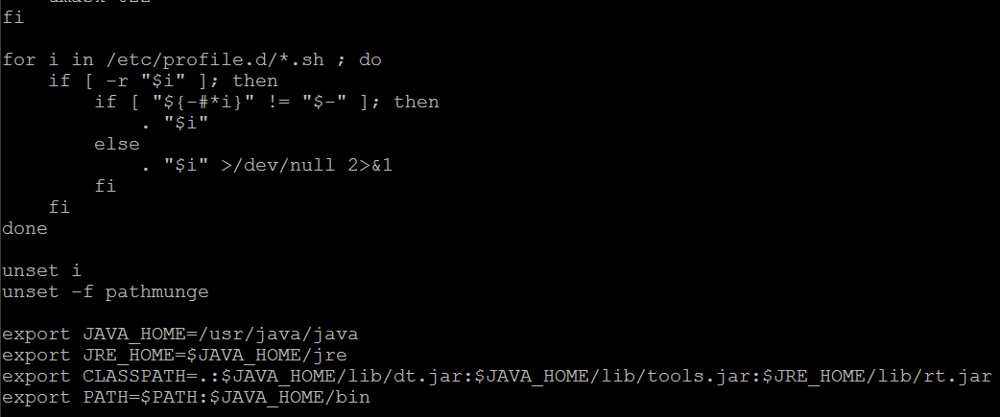 fi
for i in /etc/profile.d/*.sh ; do
    if [ -r "$i" ]; then
        if [ "${-#*i}" != "$-" ]; then
            . "$i"
        else
            . "$i" >/dev/null 2>&1
        fi
    fi
done
unset i
unset -f pathmunge
export JAVA_HOME=/usr/java/java
export JRE_HOME=$JAVA_HOME/jre
export CLASSPATH=.:$JAVA_HOME/lib/dt.jar:$JAVA_HOME/lib/tools.jar:$JRE_HOME/lib/rt.jar
export PATH=$PATH:$JAVA_HOME/bin